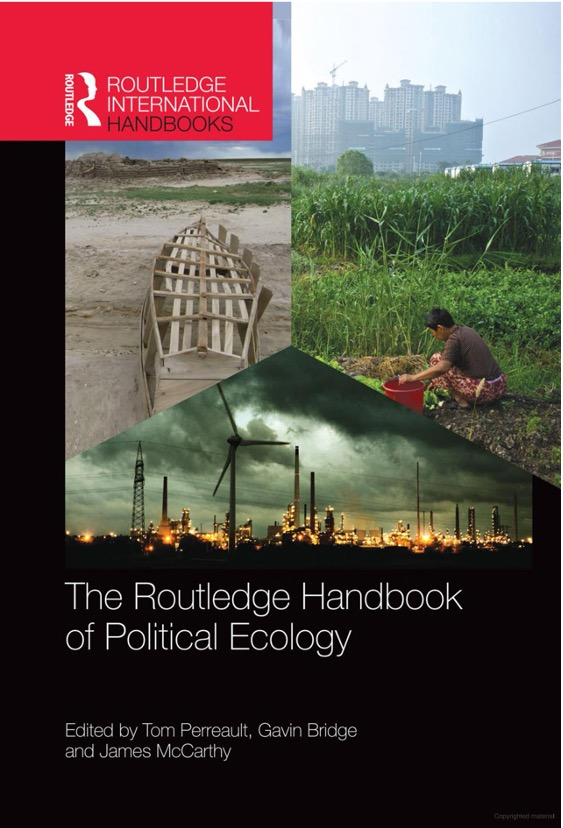 ROUTLEDGE
ROUTLEDGE
INTERNATIONAL
HANDBOOKS
The Routledge Handbook
of Political Ecology
Edited by Tom Perreault, Gavin Bridge
and James McCarthy
Copyrighted material